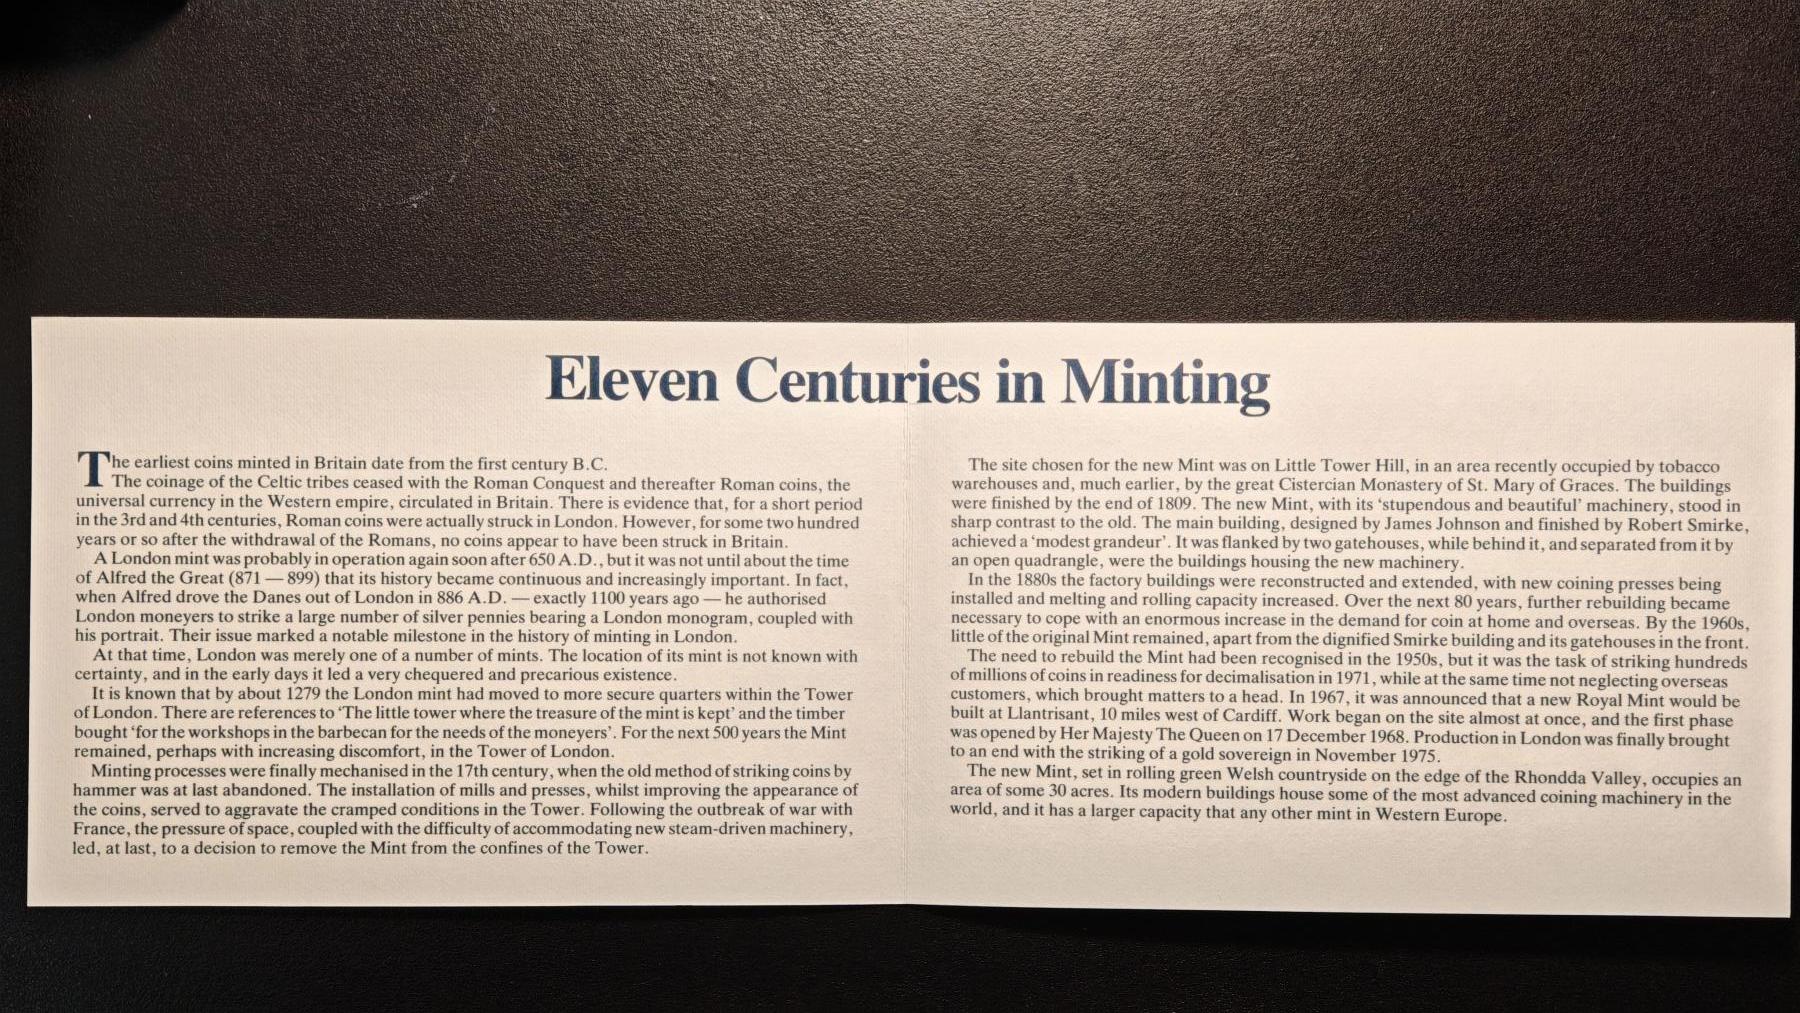 Eleven Centuries in Minting
The earliest coins minted in Britain date from the first century B.C.
The coinage of the Celtic tribes ceased with the Roman Conquest and thereafter Roman coins, the
universal currency in the Western empire, circulated in Britain. There is evidence that, for a short period
in the 3rd and 4th centuries, Roman coins were actually struck in London. However, for some two hundred
years or so after the withdrawal of the Romans, no coins appear to have been struck in Britain.
A London mint was probably in operation again soon after 650 A.D., but it was not until about the time
of Alfred the Great (871 — 899) that its history became continuous and increasingly important. In fact,
when Alfred drove the Danes out of London in 886 A.D. — exactly 1100 years ago — he authorised
London moneyers to strike a large number of silver pennies bearing a London monogram, coupled with
his portrait. Their issue marked a notable milestone in the history of minting in London.
At that time, London was merely one of a number of mints. The location of its mint is not known with
certainty, and in the early days it led a very chequered and precarious existence.
It is known that by about 1279 the London mint had moved to more secure quarters within the Tower
of London. There are references to ‘The little tower where the treasure of the mint is kept’ and the timber
bought ‘for the workshops in the barbecan for the needs of the moneyers’. For the next 500 years the Mint
remained, perhaps with increasing discomfort, in the Tower of London.
Minting processes were finally mechanised in the 17th century, when the old method of striking coins by
hammer was at last abandoned. The installation of mills and presses, whilst improving the appearance of
the coins, served to aggravate the cramped conditions in the Tower. Following the outbreak of war with
France, the pressure of space, coupled with the difficulty of accommodating new steam-driven machinery,
led, at last, to a decision to remove the Mint from the confines of the Tower.
The site chosen for the new Mint was on Little Tower Hill, in an area recently occupied by tobacco
warehouses and, much earlier, by the great Cistercian Monastery of St. Mary of Graces. The buildings
were finished by the end of 1809. The new Mint, with its ‘stupendous and beautiful’ machinery, stood in
sharp contrast to the old. The main building, designed by James Johnson and finished by Robert Smirke,
achieved a ‘modest grandeur’. It was flanked by two gatehouses, while behind it, and separated from it by
an open quadrangle, were the buildings housing the new machinery.
In the 1880s the factory buildings were reconstructed and extended, with new coining presses being
installed and melting and rolling capacity increased. Over the next 80 years, further rebuilding became
necessary to cope with an enormous increase in the demand for coin at home and overseas. By the 1960s,
little of the original Mint remained, apart from the dignified Smirke building and its gatehouses in the front.
The need to rebuild the Mint had been recognised in the 1950s, but it was the task of striking hundreds
of millions of coins in readiness for decimalisation in 1971, while at the same time not neglecting overseas
customers, which brought matters to a head. In 1967, it was announced that a new Royal Mint would be
built at Llantrisant, 10 miles west of Cardiff. Work began on the site almost at once, and the first phase
was opened by Her Majesty The Queen on 17 December 1968. Production in London was finally brought
to an end with the striking of a gold sovereign in November 1975.
The new Mint, set in rolling green Welsh countryside on the edge of the Rhondda Valley, occupies an
area of some 30 acres. Its modern buildings house some of the most advanced coining machinery in the
world, and it has a larger capacity that any other mint in Western Europe.